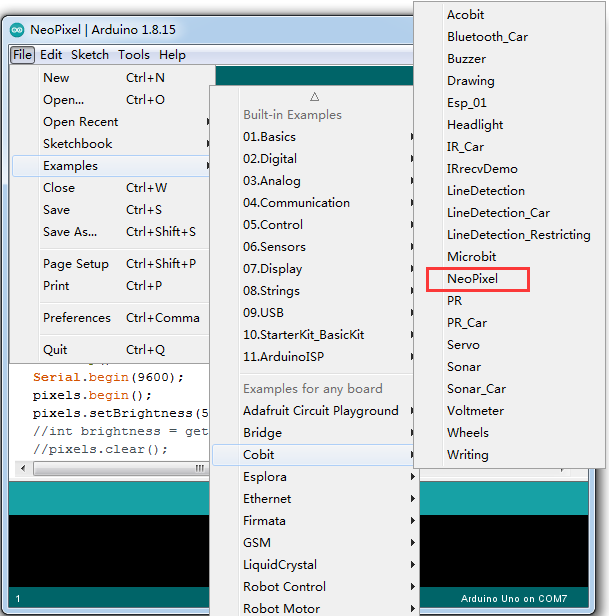 NeoPixel | Arduino 1.8.15
File Edit Sketch Tools Help
New Ctrl+N
Open... Ctrl+O
Open Recent
Sketchbook
Examples
Close Ctrl+W
Save Ctrl+S
Save As... Ctrl+Shift+S
Page Setup Ctrl+Shift+P
Print Ctrl+P
Preferences Ctrl+Comma
Quit Ctrl+Q
Built-in Examples
01.Basics
02.Digital
03.Analog
04.Communication
05.Control
06.Sensors
07.Display
08.Strings
09.USB
10.StarterKit_BasicKit
11.ArduinoISP
Examples for any board
Adafruit Circuit Playground
Bridge
Cobit
Esplora
Ethernet
Firmata
GSM
LiquidCrystal
Robot Control
Robot Motor
Acobit
Bluetooth_Car
Buzzer
Drawing
Esp_01
Headlight
IR_Car
IRrecvDemo
LineDetection
LineDetection_Car
LineDetection_Restricting
Microbit
NeoPixel
PR
PR_Car
Servo
Sonar
Sonar_Car
Voltmeter
Wheels
Writing
Serial.begin(9600);
pixels.begin();
pixels.setBrightness(5
//int brightness = get
//pixels.clear();
1
Arduino Uno on COM7